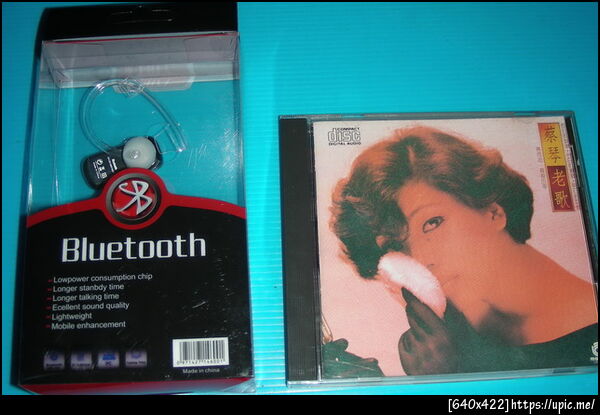 Bluetooth
Lowpower consumption chip
Longer stanbdy time
Longer talking time
Ecellent sound quality
Lightweight
Mobile enhancement
Made in china
COMPACT
disc
DIGITAL AUDIO
蔡琴
老歌
[640x422]https://upic.me/